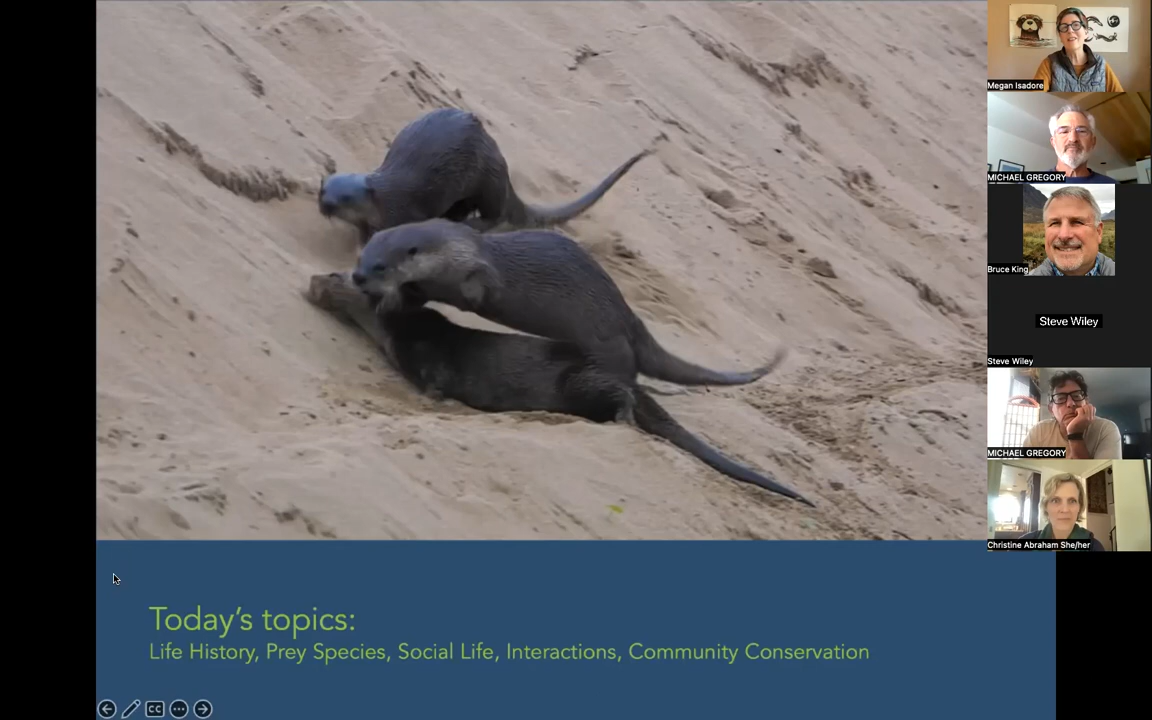 Megan Isadore
MICHAEL GREGORY
Bruce King
Steve Wiley
Steve Wiley
MICHAEL GREGORY
Christine Abraham She/her
Today's topics:
Life History, Prey Species, Social Life, Interactions, Community Conservation
CC